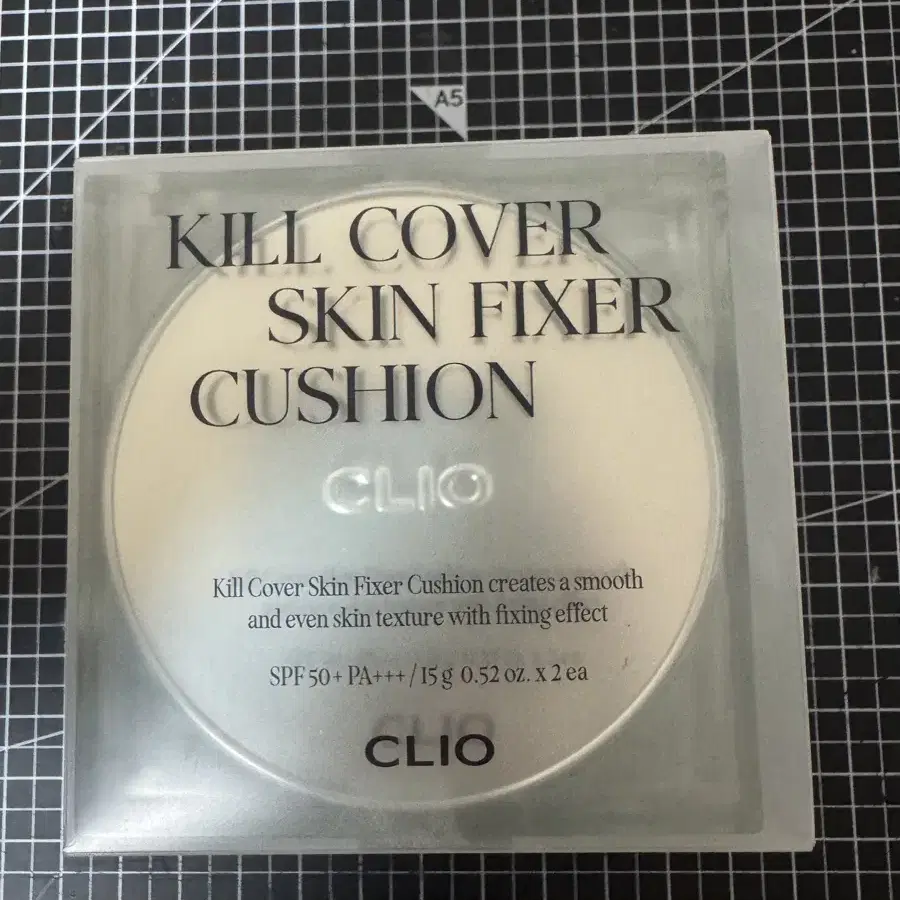 A5
KILL COVER
SKIN FIXER
CUSHION
CLIO
Kill Cover Skin Fixer Cushion creates a smooth
and even skin texture with fixing effect
SPF 50+ PA+++ / 15 g 0.52 oz. x 2 ea
CLIO